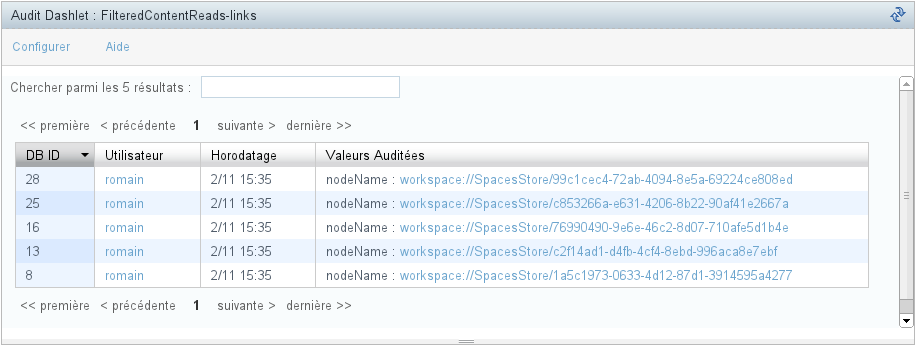 Audit Dashlet : FilteredContentReads-links
Configurer Aide
Chercher parmi les 5 résultats :
<< première < précédente 1 suivante > dernière >>
DB ID Utilisateur Horodatage Valeurs Auditées
28 romain 2/11 15:35 nodeName : workspace://SpacesStore/99c1cec4-72ab-4094-8e5a-69224ce808ed
25 romain 2/11 15:35 nodeName : workspace://SpacesStore/c853266a-e631-4206-8b22-90af41e2667a
16 romain 2/11 15:35 nodeName : workspace://SpacesStore/76990490-9e6e-46c2-8d07-710afe5d1b4e
13 romain 2/11 15:35 nodeName : workspace://SpacesStore/c2f14ad1-d4fb-4cf4-8ebd-996aca8e7ebf
8 romain 2/11 15:35 nodeName : workspace://SpacesStore/1a5c1973-0633-4d12-87d1-3914595a4277
<< première < précédente 1 suivante > dernière >>